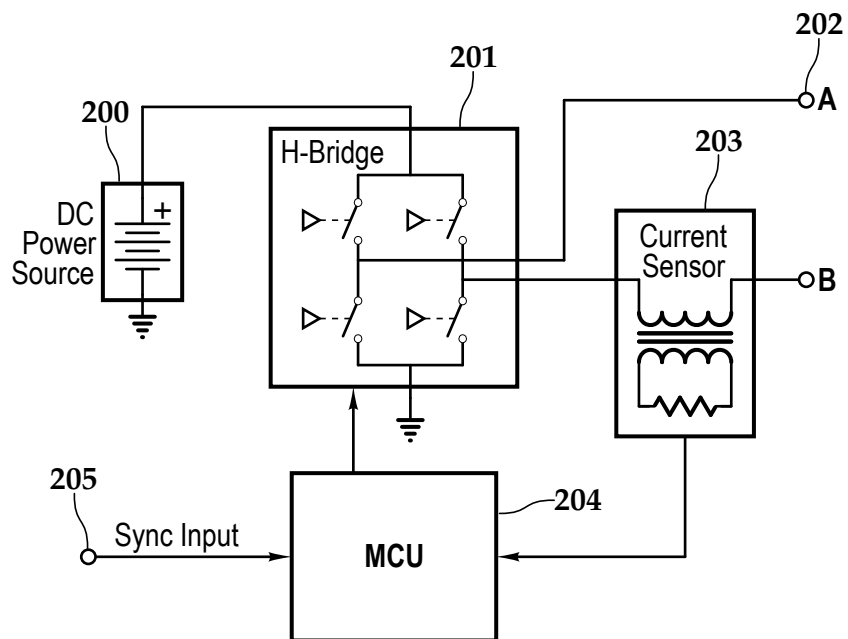 202
201
A
200
H-Bridge
203
+
DC
Power
Source
Current
Sensor
B
205
204
Sync Input
MCU